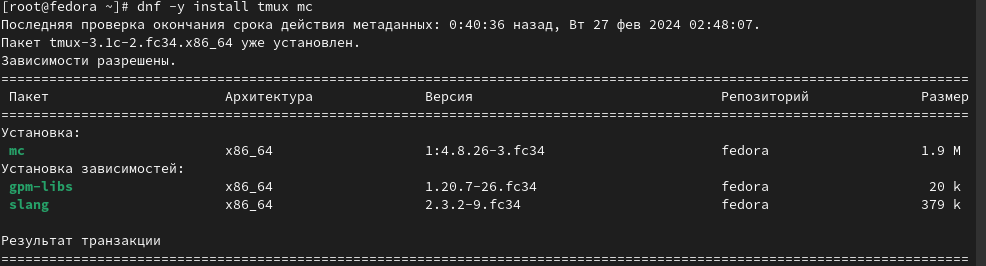 [root@fedora ~]# dnf -y install tmux mc
Последняя проверка окончания срока действия метаданных: 0:40:36 назад, Вт 27 фев 2024 02:48:07.
Пакет tmux-3.1c-2.fc34.x86_64 уже установлен.
Зависимости разрешены.
=========================================================================================================================
Пакет Архитектура Версия Репозиторий Размер
=========================================================================================================================
Установка:
mc x86_64 1:4.8.26-3.fc34 fedora 1.9 M
Установка зависимостей:
gpm-libs x86_64 1.20.7-26.fc34 fedora 20 k
slang x86_64 2.3.2-9.fc34 fedora 379 k
Результат транзакции
=========================================================================================================================